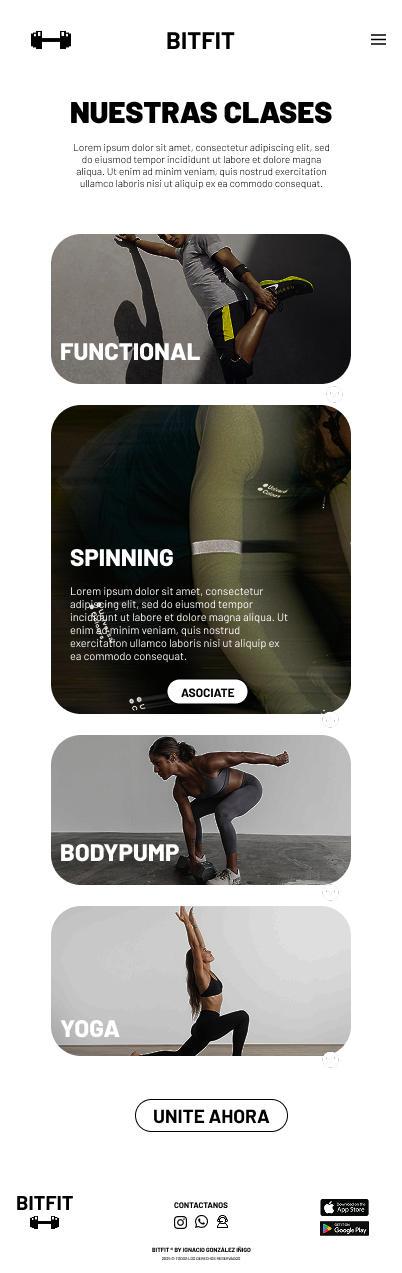 BITFIT
NUESTRAS CLASES
Lorem ipsum dolor sit amet, consectetur adipiscing elit, sed
do eiusmod tempor incididunt ut labore et dolore magna
aliqua. Ut enim ad minim veniam, quis nostrud exercitation
ullamco laboris nisi ut aliquip ex ea commodo consequat.
FUNCTIONAL
SPINNING
Lorem ipsum dolor sit amet, consectetur
adipiscing elit, sed do eiusmod tempor
incididunt ut labore et dolore magna aliqua. Ut
enim ad minim veniam, quis nostrud
exercitation ullamco laboris nisi ut aliquip ex
ea commodo consequat.
ASOCIATE
BODYPUMP
YOGA
UNITE AHORA
BITFIT
CONTACTANOS
Download on the
App Store
GET IT ON
Google Play
BITFIT ® BY IGNACIO GONZÁLEZ IÑIGO
TODOS LOS DERECHOS RESERVADOS